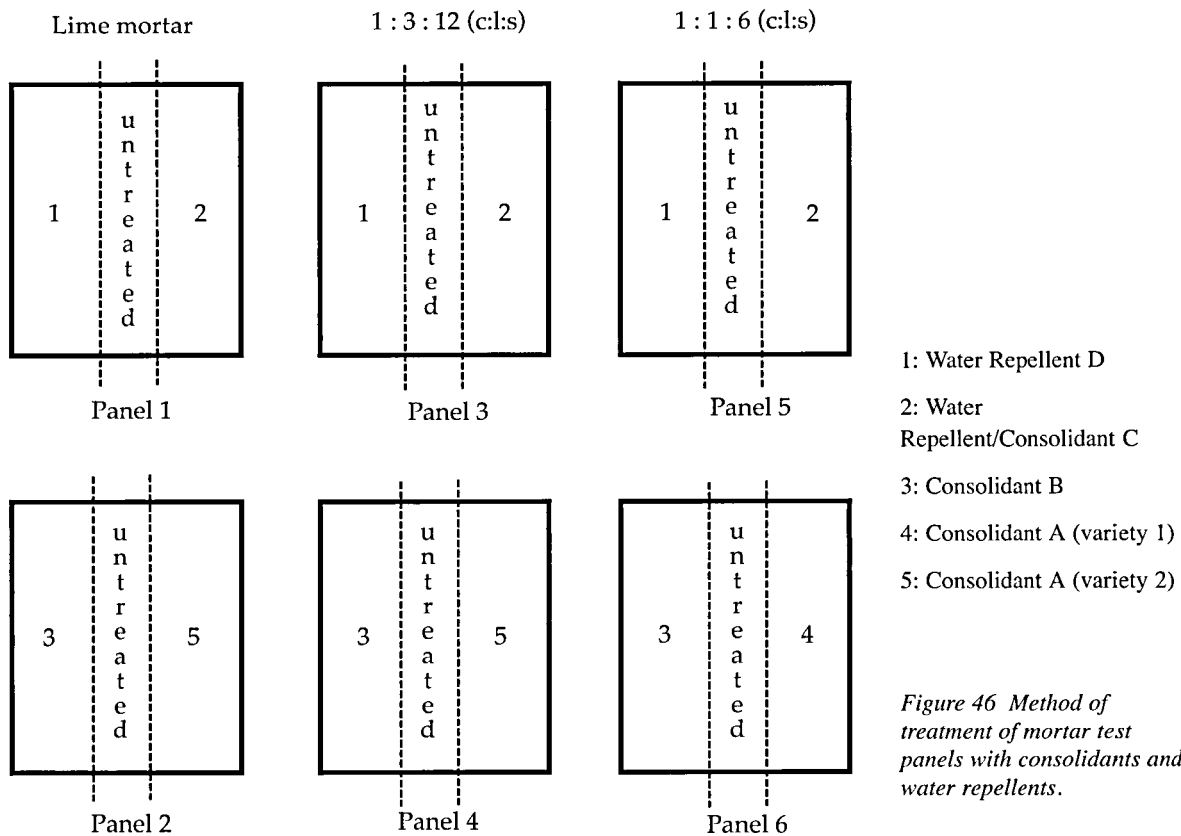 Lime mortar
1 : 3 : 12 (c:l:s)
1 : 1 : 6 (c:l:s)
1
untreated
2
1
untreated
2
1
untreated
2
Panel 1
Panel 3
Panel 5
3
untreated
5
3
untreated
5
3
untreated
4
Panel 2
Panel 4
Panel 6
1: Water Repellent D
2: Water
Repellent/Consolidant C
3: Consolidant B
4: Consolidant A (variety 1)
5: Consolidant A (variety 2)
Figure 46 Method of
treatment of mortar test
panels with consolidants and
water repellents.